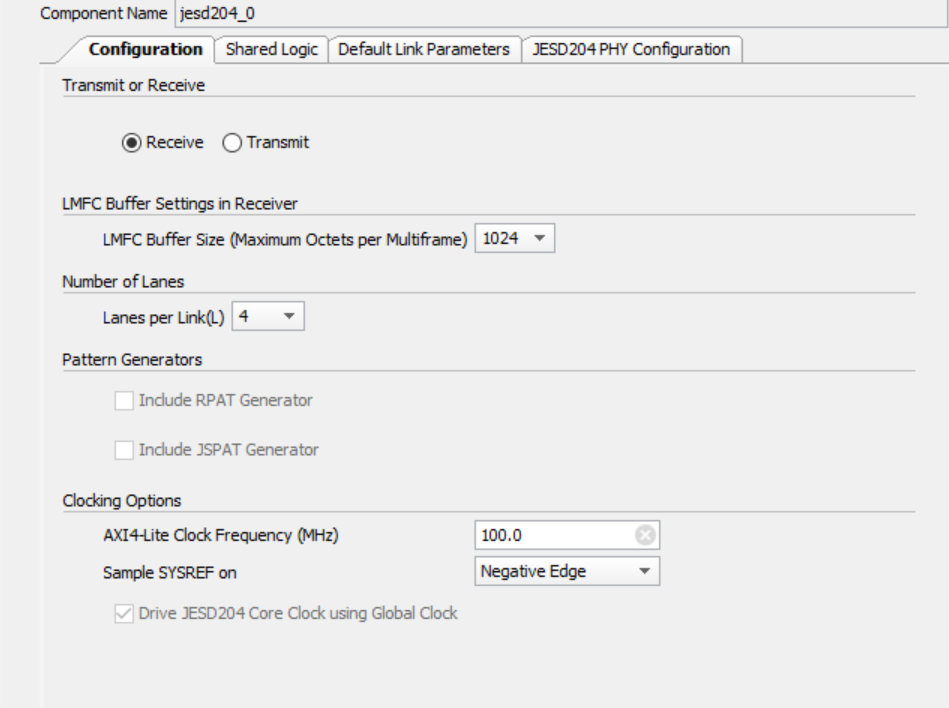 Component Name jesd204_0
Configuration Shared Logic Default Link Parameters JESD204 PHY Configuration
Transmit or Receive
Receive Transmit
LMFC Buffer Settings in Receiver
LMFC Buffer Size (Maximum Octets per Multiframe) 1024
Number of Lanes
Lanes per Link(L) 4
Pattern Generators
Include RPAT Generator
Include JSPAT Generator
Clocking Options
AXI4-Lite Clock Frequency (MHz) 100.0
Sample SYSREF on Negative Edge
Drive JESD204 Core Clock using Global Clock